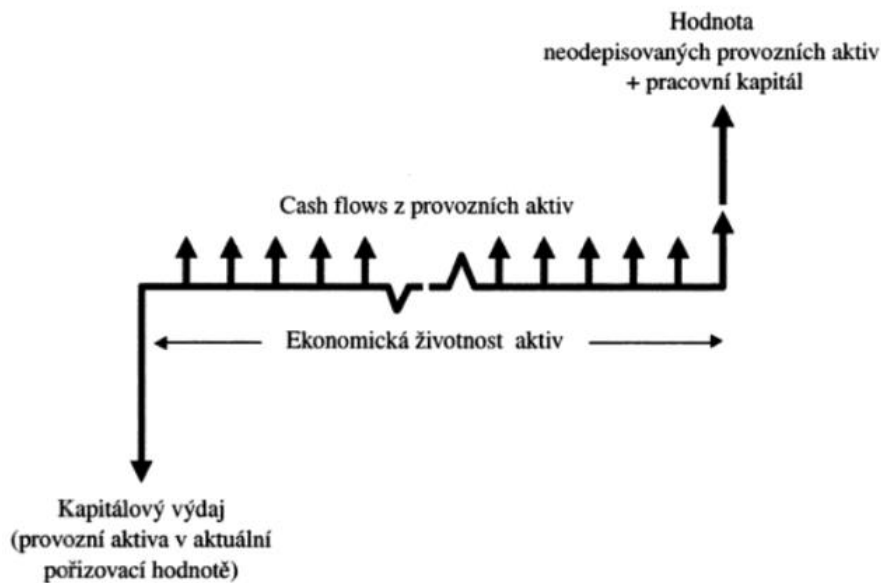 Hodnota
neodepisovaných provozních aktiv
+ pracovní kapitál
Cash flows z provozních aktiv
Ekonomická životnost aktiv
Kapitálový výdaj
(provozní aktiva v aktuální
pořizovací hodnotě)